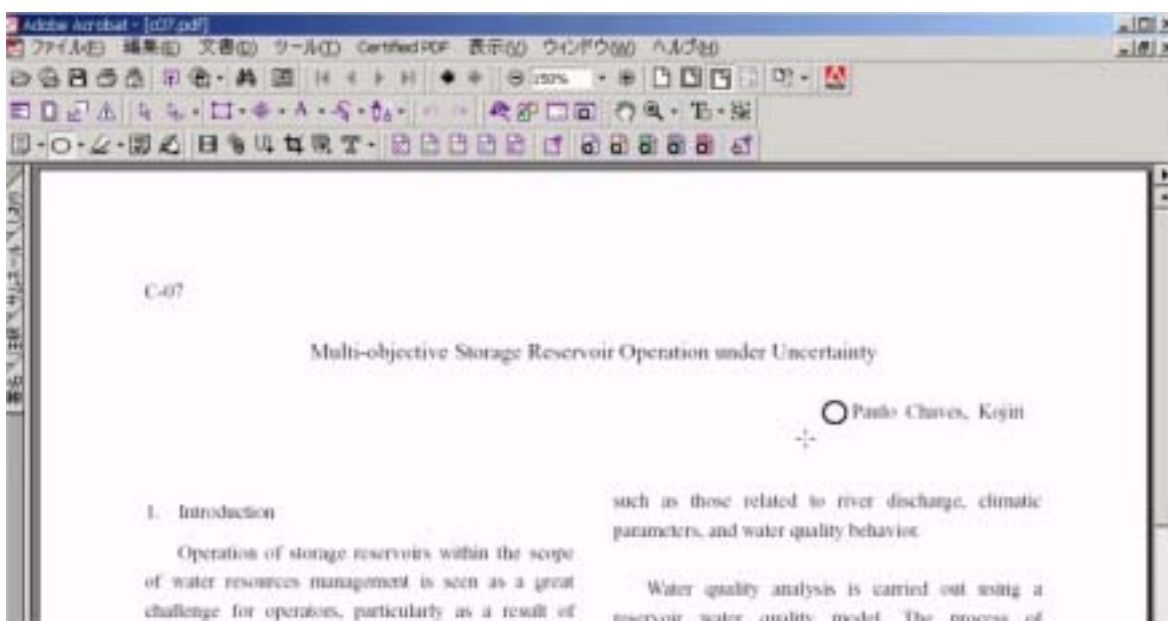 Adobe Acrobat - [c07.pdf]
ファイル(E) 編集(E) 文書(D) ツール(T) Certified PDF 表示(V) ウィンドウ(W) ヘルプ(H)
150%
C-07
Multi-objective Storage Reservoir Operation under Uncertainty
Paulo Chaves, Kojiri
1. Introduction
Operation of storage reservoirs within the scope
of water resources management is seen as a great
challenge for operators, particularly as a result of
such as those related to river discharge, climatic
parameters, and water quality behavior.
Water quality analysis is carried out using a
reservoir water quality model. The process of